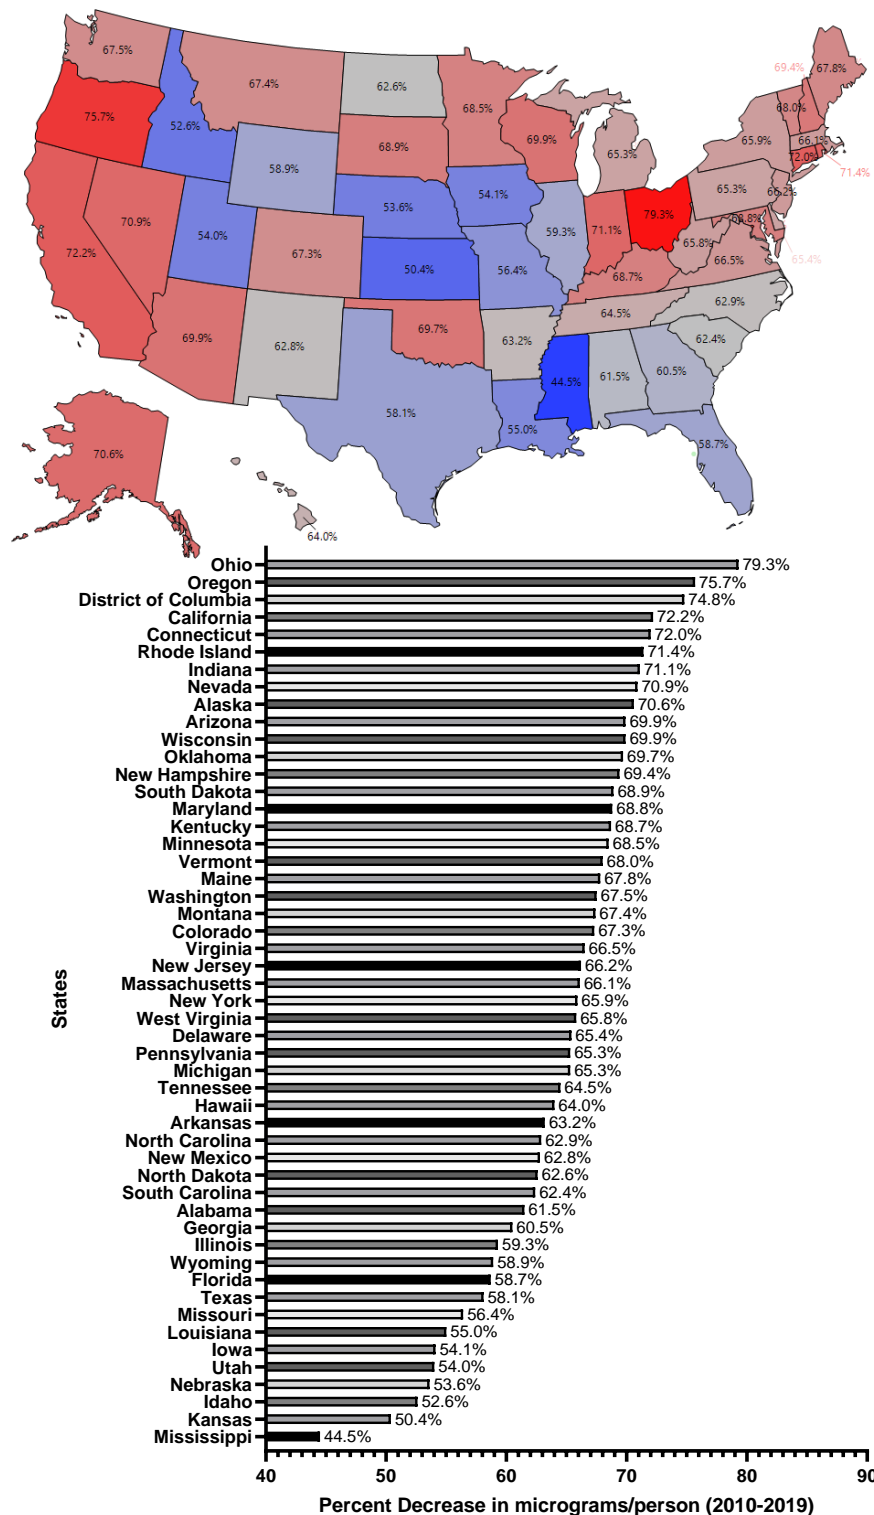 67.5%
67.4%
62.6%
68.5%
69.4%
67.8%
75.7%
52.6%
68.9%
69.9%
68.0%
58.9%
65.3%
65.9%
66.1%
72.0%
71.4%
54.1%
53.6%
65.3%
66.2%
70.9%
54.0%
59.3%
71.1%
79.3%
68.8%
72.2%
67.3%
50.4%
56.4%
65.8%
66.5%
65.4%
68.7%
69.9%
62.8%
69.7%
63.2%
64.5%
62.9%
62.4%
44.5%
61.5%
60.5%
58.1%
55.0%
58.7%
70.6%
64.0%
Ohio 79.3%
Oregon 75.7%
District of Columbia 74.8%
California 72.2%
Connecticut 72.0%
Rhode Island 71.4%
Indiana 71.1%
Nevada 70.9%
Alaska 70.6%
Arizona 69.9%
Wisconsin 69.9%
Oklahoma 69.7%
New Hampshire 69.4%
South Dakota 68.9%
Maryland 68.8%
Kentucky 68.7%
Minnesota 68.5%
Vermont 68.0%
Maine 67.8%
Washington 67.5%
Montana 67.4%
Colorado 67.3%
Virginia 66.5%
New Jersey 66.2%
Massachusetts 66.1%
New York 65.9%
West Virginia 65.8%
Delaware 65.4%
Pennsylvania 65.3%
Michigan 65.3%
Tennessee 64.5%
Hawaii 64.0%
Arkansas 63.2%
North Carolina 62.9%
New Mexico 62.8%
North Dakota 62.6%
South Carolina 62.4%
Alabama 61.5%
Georgia 60.5%
Illinois 59.3%
Wyoming 58.9%
Florida 58.7%
Texas 58.1%
Missouri 56.4%
Louisiana 55.0%
Iowa 54.1%
Utah 54.0%
Nebraska 53.6%
Idaho 52.6%
Kansas 50.4%
Mississippi 44.5%
States
40 50 60 70 80 90
Percent Decrease in micrograms/person (2010-2019)